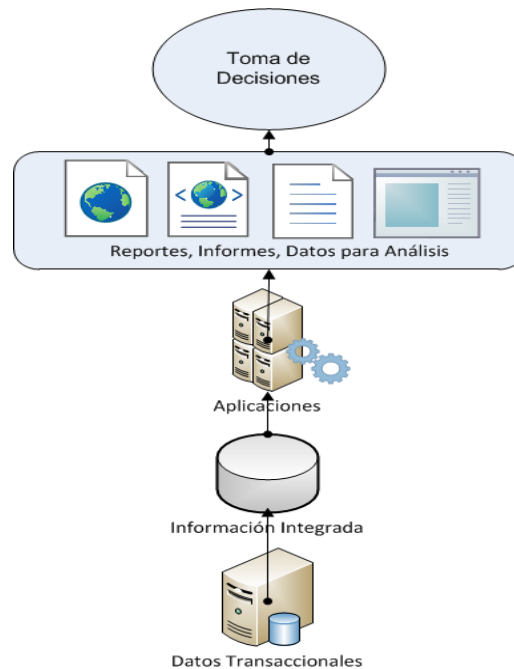 Toma de
Decisiones
Reportes, Informes, Datos para Análisis
Aplicaciones
Información Integrada
Datos Transaccionales